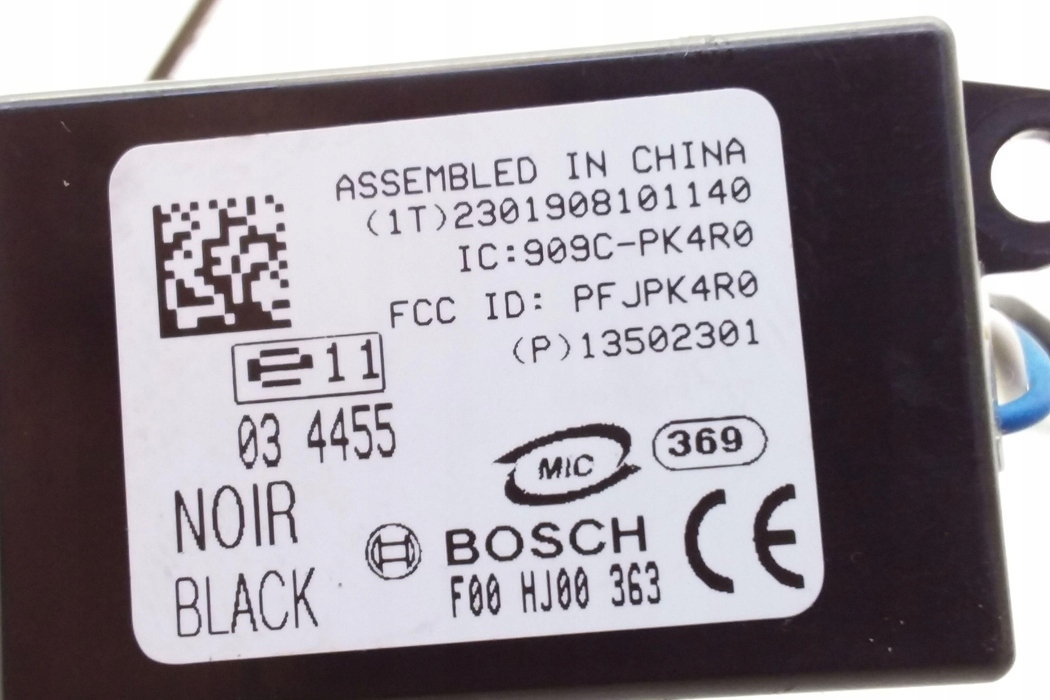 ASSEMBLED IN CHINA
(1T)2301908101140
IC:909C-PK4R0
FCC ID: PFJPK4R0
(P)13502301
e11
03 4455
MIC
369
NOIR
BLACK
BOSCH
F00 HJ00 363
CE